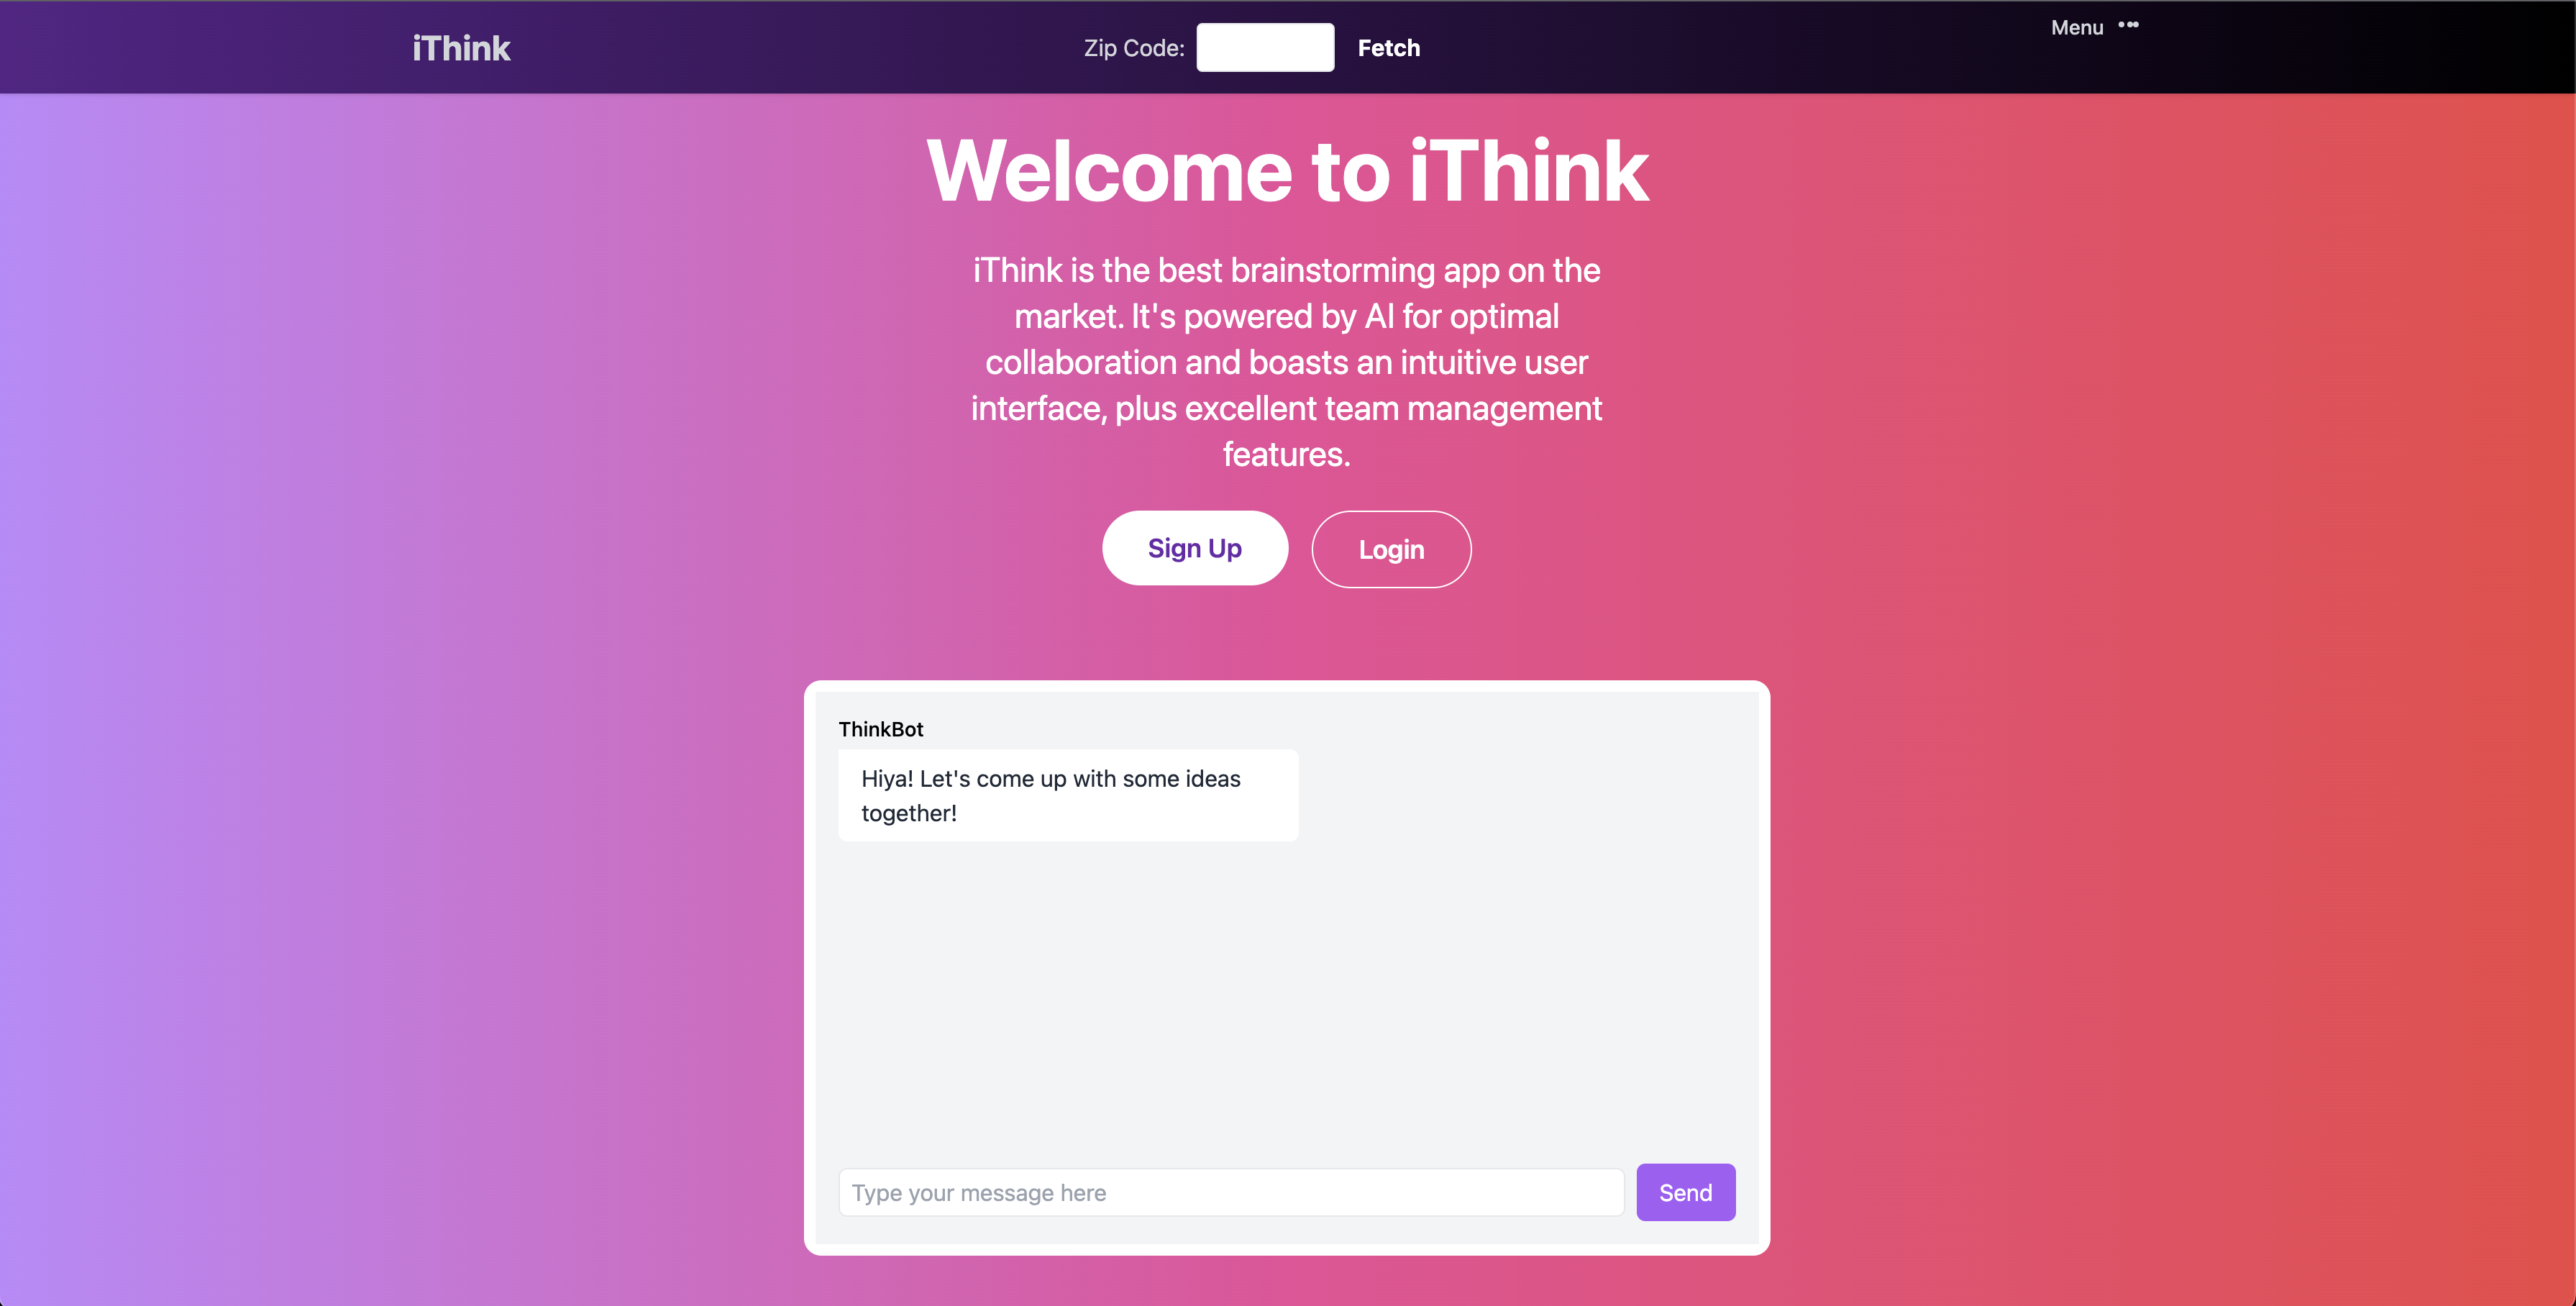 iThink
Zip Code:
Fetch
Menu
Welcome to iThink
iThink is the best brainstorming app on the
market. It's powered by AI for optimal
collaboration and boasts an intuitive user
interface, plus excellent team management
features.
Sign Up
Login
ThinkBot
Hiya! Let's come up with some ideas
together!
Type your message here
Send